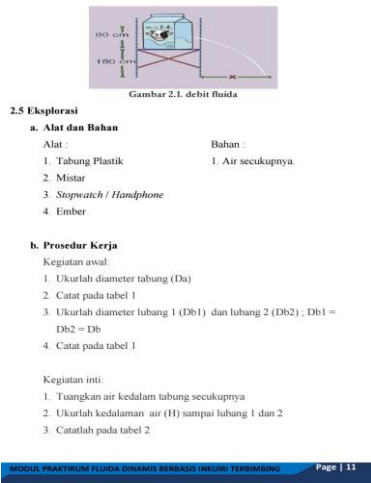 80 cm
180 cm
x
Gambar 2.1. debit fluida
2.5 Eksplorasi
a. Alat dan Bahan
Alat :
Bahan :
1. Tabung Plastik
1. Air secukupnya
2. Mistar
3. Stopwatch / Handphone
4. Ember
b. Prosedur Kerja
Kegiatan awal:
1. Ukurlah diameter tabung (Da)
2. Catat pada tabel 1
3. Ukurlah diameter lubang 1 (Db1) dan lubang 2 (Db2) ; Db1 =
Db2 = Db
4. Catat pada tabel 1
Kegiatan inti:
1. Tuangkan air kedalam tabung secukupnya
2. Ukurlah kedalaman air (H) sampai lubang 1 dan 2
3. Catatlah pada tabel 2
MODUL PRAKTIKUM FLUIDA DINAMIS BERBASIS INKUIRI TERBIMBING
Page | 11